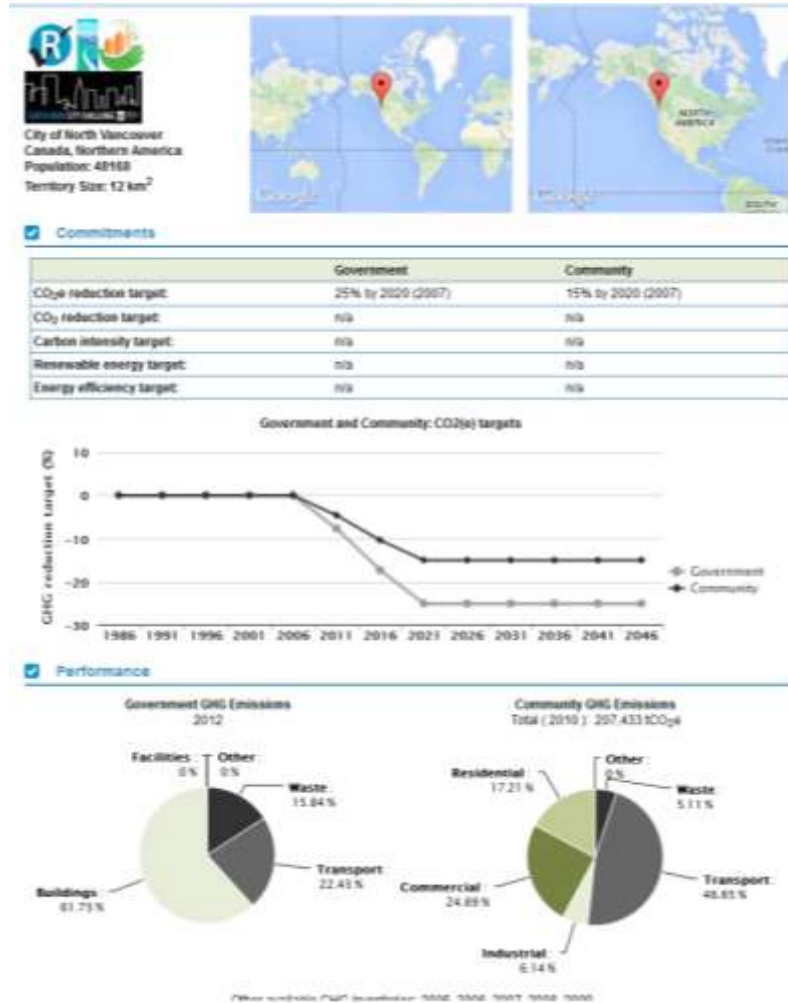 R
City of North Vancouver
Canada, Northern America
Population: 48168
Territory Size: 12 km²
Google
NORTH AMERICA
SOUTH
Commitments
Government Community
CO₂e reduction target: 25% by 2020 (2007) 15% by 2020 (2007)
CO₂ reduction target: n/a n/a
Carbon intensity target: n/a n/a
Renewable energy target: n/a n/a
Energy efficiency target: n/a n/a
Government and Community: CO2(e) targets
GHG reduction target (%)
10
0
-10
-20
-30
1986 1991 1996 2001 2006 2011 2016 2021 2026 2031 2036 2041 2046
Government
Community
Performance
Government GHG Emissions
2012
Facilities: 0 %
Other: 0 %
Waste: 15.84 %
Transport: 22.43 %
Buildings: 61.73 %
Community GHG Emissions
Total ( 2010 ): 207,433 tCO₂e
Other: 0 %
Residential: 17.21 %
Waste: 5.11 %
Transport: 46.65 %
Commercial: 24.89 %
Industrial: 6.14 %